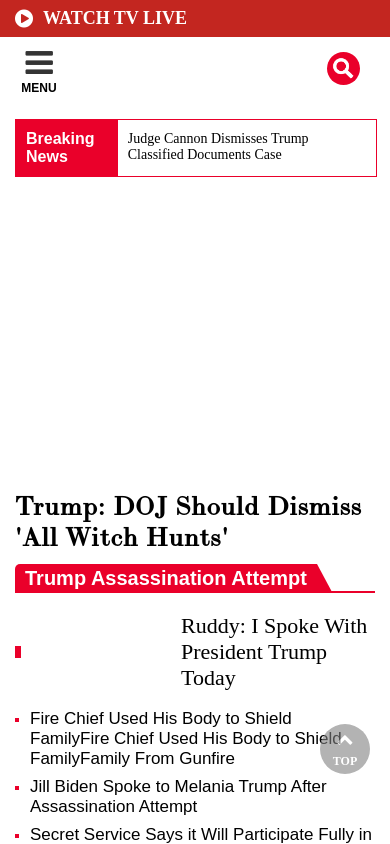 WATCH TV LIVE
MENU
Breaking
News
Judge Cannon Dismisses Trump
Classified Documents Case
Trump: DOJ Should Dismiss
'All Witch Hunts'
Trump Assassination Attempt
Ruddy: I Spoke With
President Trump
Today
Fire Chief Used His Body to Shield
FamilyFire Chief Used His Body to Shield
FamilyFamily From Gunfire
TOP
Jill Biden Spoke to Melania Trump After
Assassination Attempt
Secret Service Says it Will Participate Fully in